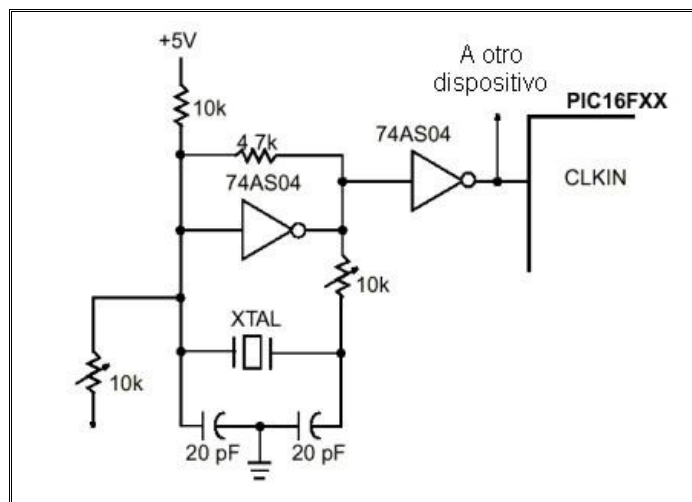 +5V
A otro
dispositivo
PIC16FXX
10k
74AS04
4.7k
74AS04
CLKIN
10k
XTAL
10k
20 pF
20 pF